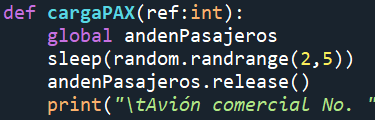 def cargaPAX(ref:int):
global andenPasajeros
sleep(random.randrange(2,5))
andenPasajeros.release()
print("\tAvión comercial No. "